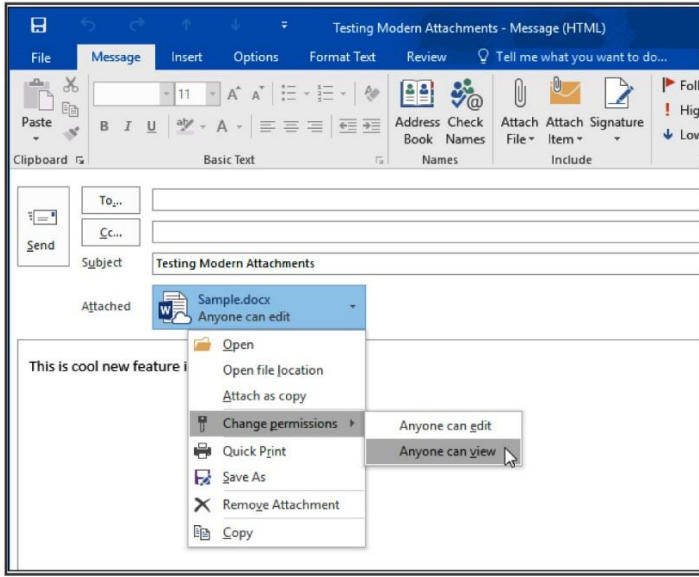 Testing Modern Attachments - Message (HTML)
File Message Insert Options Format Text Review Tell me what you want to do...
Paste
11
B I U
A
Address Book
Check Names
Attach File
Attach Item
Signature
Clipboard Basic Text Names Include
To...
Cc...
Send
Subject Testing Modern Attachments
Attached Sample.docx
Anyone can edit
This is cool new feature i
Open
Open file location
Attach as copy
Change permissions
Anyone can edit
Anyone can view
Quick Print
Save As
Remove Attachment
Copy